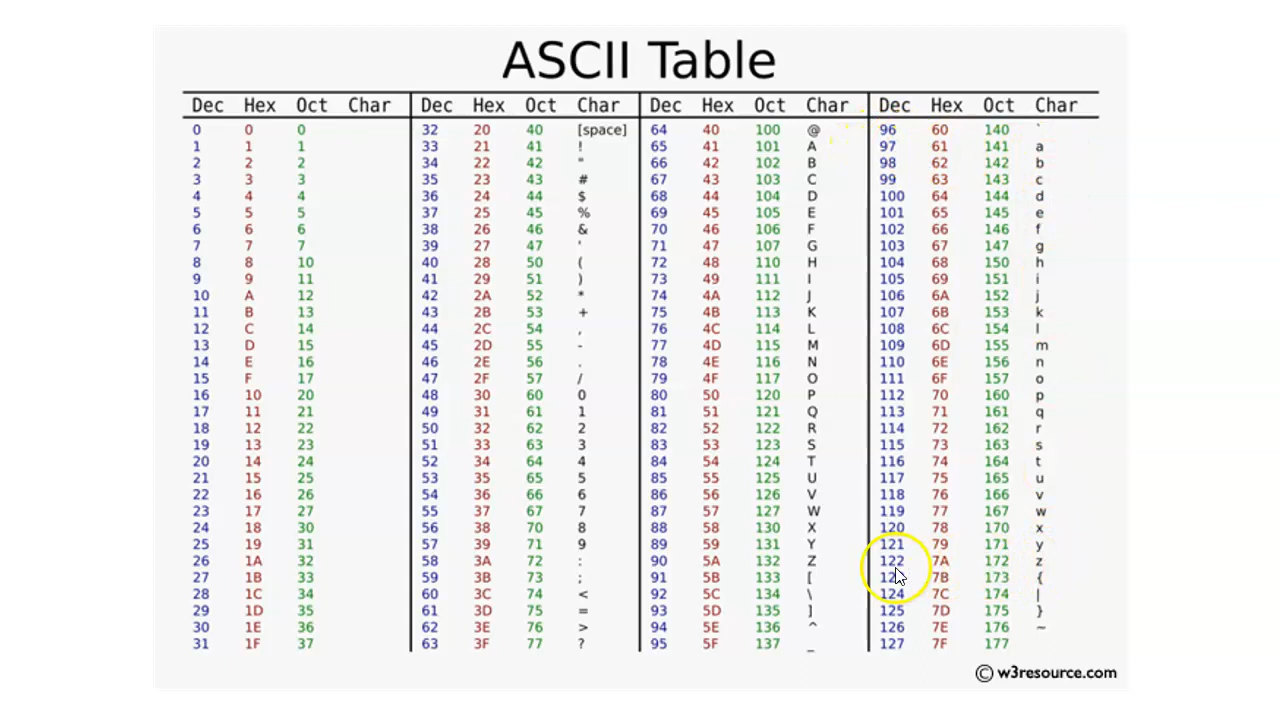 ASCII Table
Dec Hex Oct Char Dec Hex Oct Char Dec Hex Oct Char Dec Hex Oct Char
0 0 0 32 20 40 [space] 64 40 100 @ 96 60 140 `
1 1 1 33 21 41 ! 65 41 101 A 97 61 141 a
2 2 2 34 22 42 " 66 42 102 B 98 62 142 b
3 3 3 35 23 43 # 67 43 103 C 99 63 143 c
4 4 4 36 24 44 $ 68 44 104 D 100 64 144 d
5 5 5 37 25 45 % 69 45 105 E 101 65 145 e
6 6 6 38 26 46 & 70 46 106 F 102 66 146 f
7 7 7 39 27 47 ' 71 47 107 G 103 67 147 g
8 8 10 40 28 50 ( 72 48 110 H 104 68 150 h
9 9 11 41 29 51 ) 73 49 111 I 105 69 151 i
10 A 12 42 2A 52 * 74 4A 112 J 106 6A 152 j
11 B 13 43 2B 53 + 75 4B 113 K 107 6B 153 k
12 C 14 44 2C 54 , 76 4C 114 L 108 6C 154 l
13 D 15 45 2D 55 - 77 4D 115 M 109 6D 155 m
14 E 16 46 2E 56 . 78 4E 116 N 110 6E 156 n
15 F 17 47 2F 57 / 79 4F 117 O 111 6F 157 o
16 10 20 48 30 60 0 80 50 120 P 112 70 160 p
17 11 21 49 31 61 1 81 51 121 Q 113 71 161 q
18 12 22 50 32 62 2 82 52 122 R 114 72 162 r
19 13 23 51 33 63 3 83 53 123 S 115 73 163 s
20 14 24 52 34 64 4 84 54 124 T 116 74 164 t
21 15 25 53 35 65 5 85 55 125 U 117 75 165 u
22 16 26 54 36 66 6 86 56 126 V 118 76 166 v
23 17 27 55 37 67 7 87 57 127 W 119 77 167 w
24 18 30 56 38 70 8 88 58 130 X 120 78 170 x
25 19 31 57 39 71 9 89 59 131 Y 121 79 171 y
26 1A 32 58 3A 72 : 90 5A 132 Z 122 7A 172 z
27 1B 33 59 3B 73 ; 91 5B 133 [ 7B 173 {
28 1C 34 60 3C 74 < 92 5C 134 \ 124 7C 174 |
29 1D 35 61 3D 75 = 93 5D 135 ] 125 7D 175 }
30 1E 36 62 3E 76 > 94 5E 136 ^ 126 7E 176 ~
31 1F 37 63 3F 77 ? 95 5F 137 _ 127 7F 177
© w3resource.com